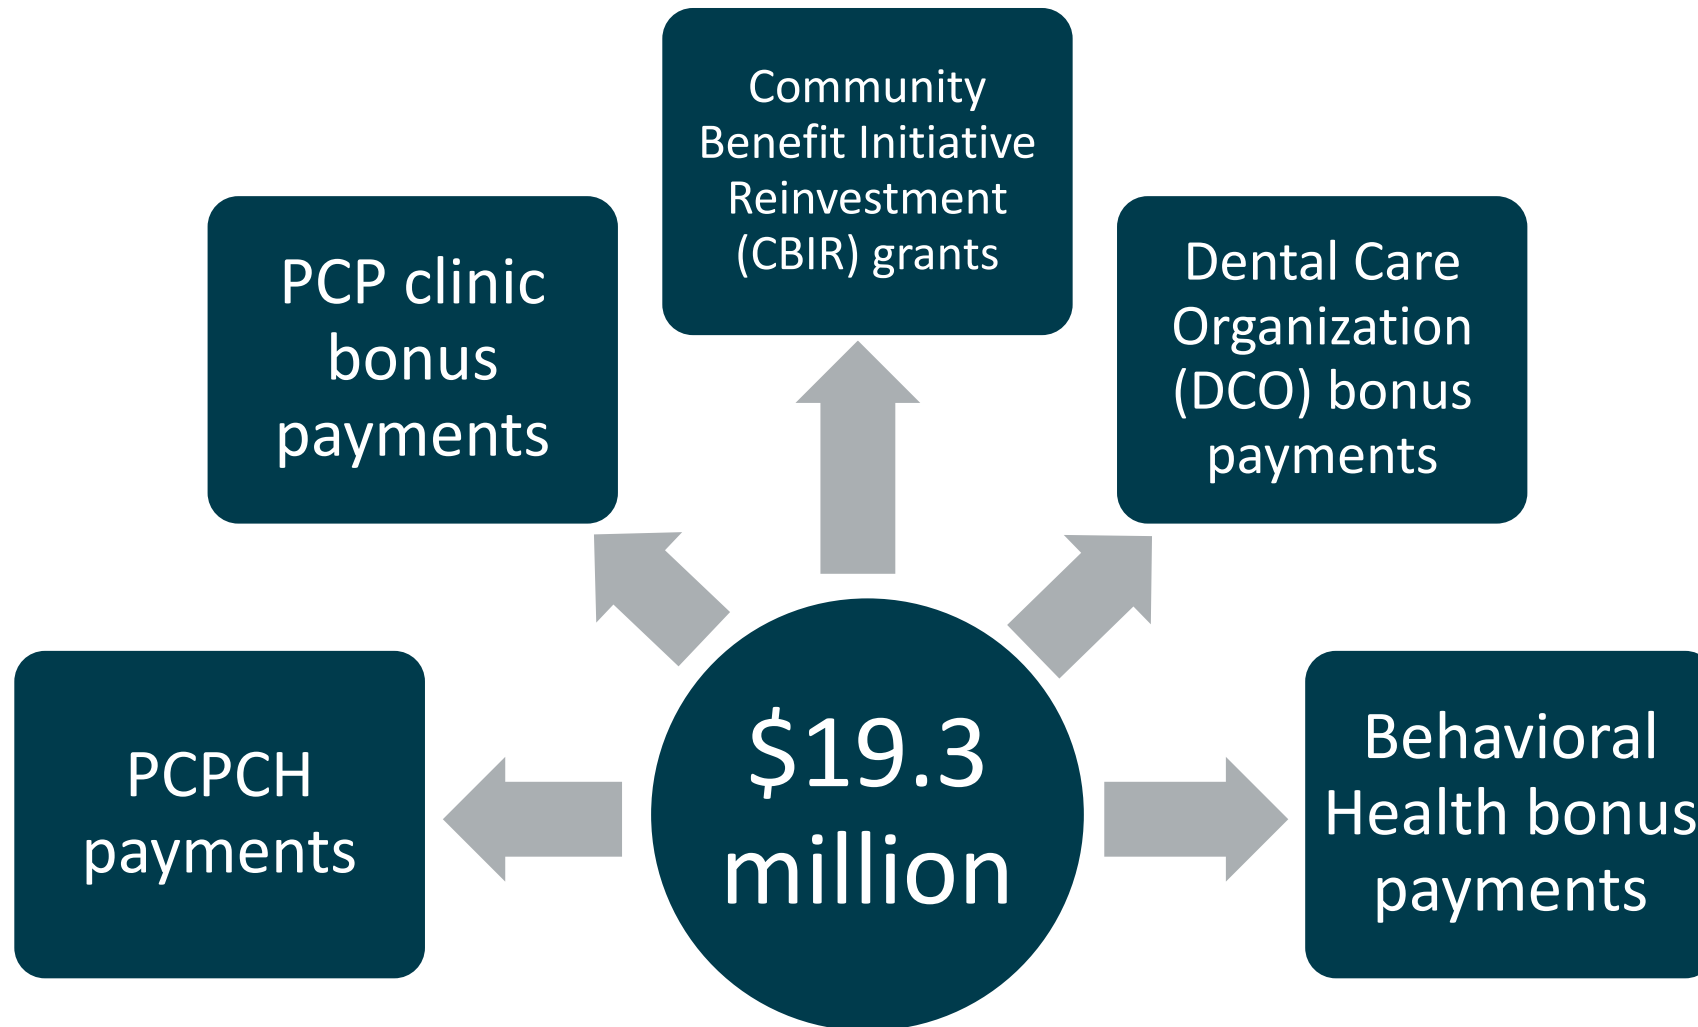 Community
Benefit Initiative
Reinvestment
(CBIR) grants
PCP clinic
bonus
payments
Dental Care
Organization
(DCO) bonus
payments
PCPCH
payments
$19.3
million
Behavioral
Health bonus
payments